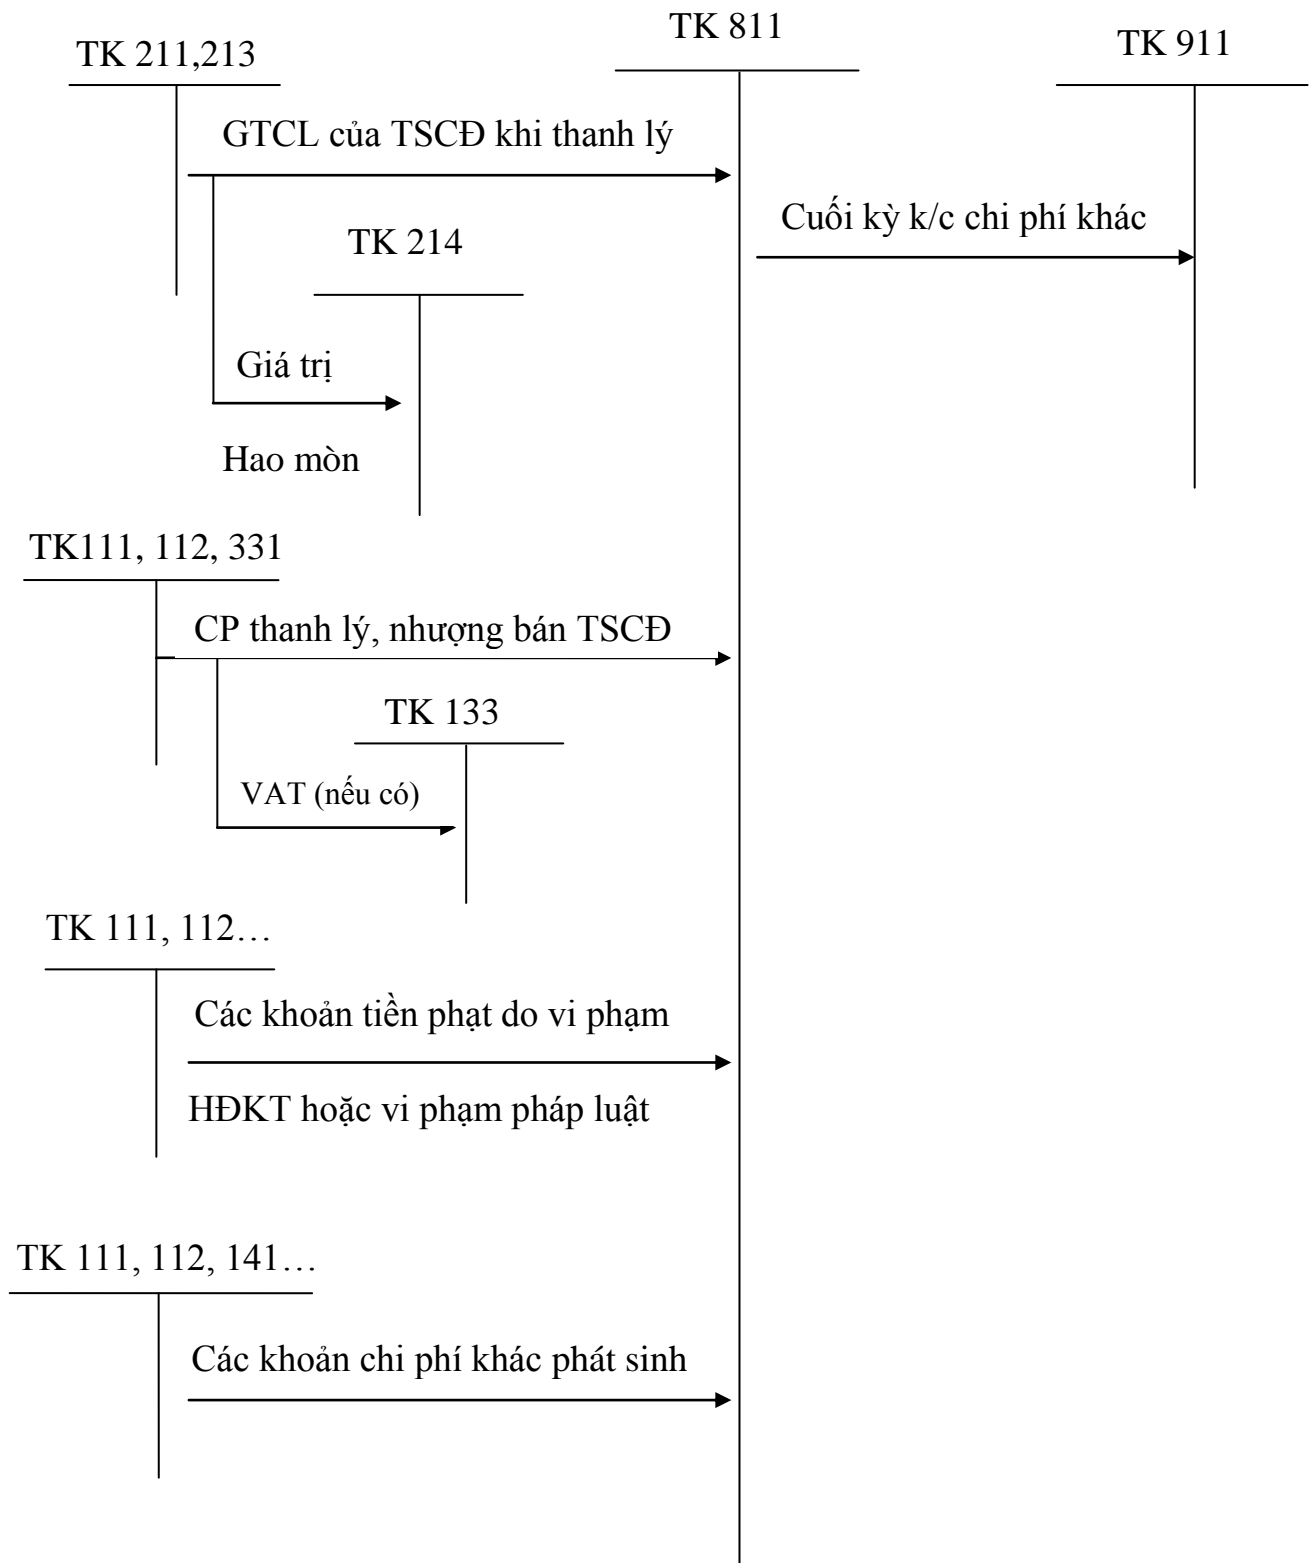 TK 811
TK 911
TK 211,213
GTCL của TSCĐ khi thanh lý
Cuối kỳ k/c chi phí khác
TK 214
Giá trị
Hao mòn
TK111, 112, 331
CP thanh lý, nhượng bán TSCĐ
TK 133
VAT (nếu có)
TK 111, 112…
Các khoản tiền phạt do vi phạm
HĐKT hoặc vi phạm pháp luật
TK 111, 112, 141…
Các khoản chi phí khác phát sinh